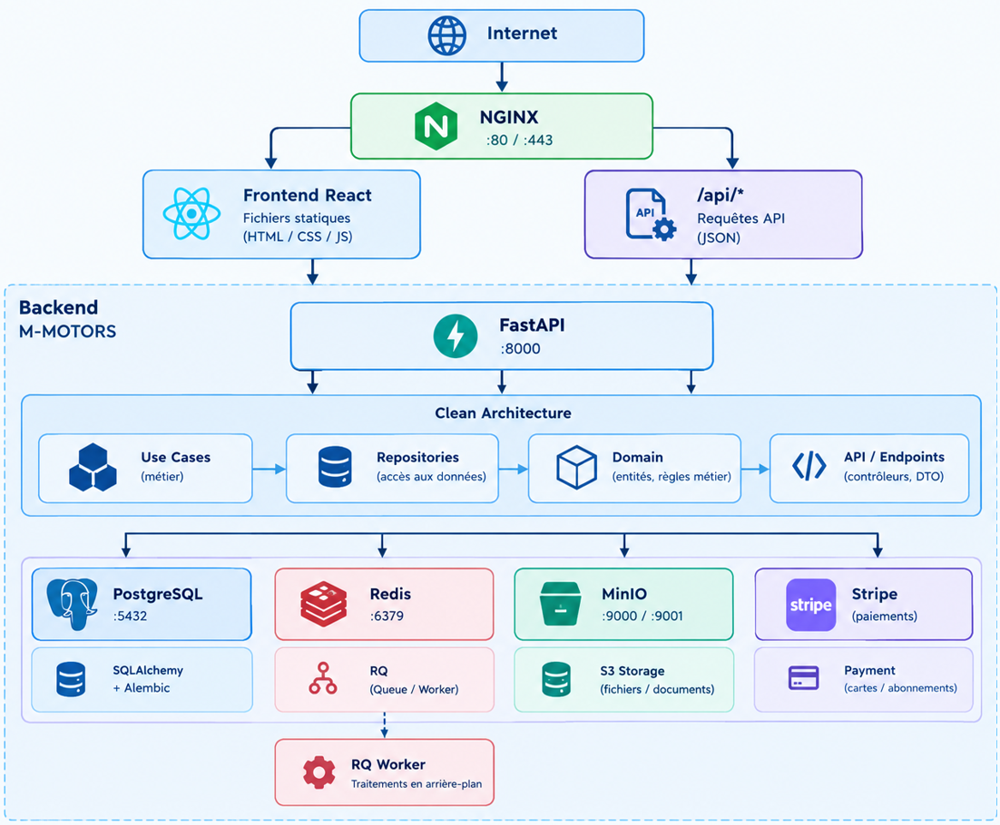 Internet
NGINX
:80 / :443
Frontend React
Fichiers statiques
(HTML / CSS / JS)
API
/api/*
Requêtes API
(JSON)
Backend
M-MOTORS
FastAPI
:8000
Clean Architecture
Use Cases
(métier)
Repositories
(accès aux données)
Domain
(entités, règles métier)
API / Endpoints
(contrôleurs, DTO)
PostgreSQL
:5432
Redis
:6379
MinIO
:9000 / :9001
stripe
Stripe
(paiements)
SQLAlchemy
+ Alembic
RQ
(Queue / Worker)
S3 Storage
(fichiers / documents)
Payment
(cartes / abonnements)
RQ Worker
Traitements en arrière-plan